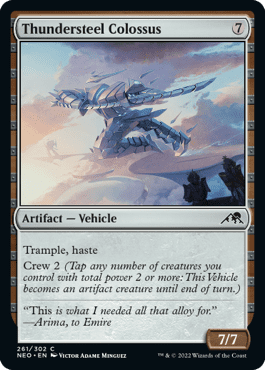 Thundersteel Colossus 7
Artifact — Vehicle
Trample, haste
Crew 2 (Tap any number of creatures you
control with total power 2 or more: This Vehicle
becomes an artifact creature until end of turn.)
“This is what I needed all that alloy for.”
—Arima, to Emire
7/7
261/302 C
NEO • EN Victor Adame Minguez
™ & © 2022 Wizards of the Coast